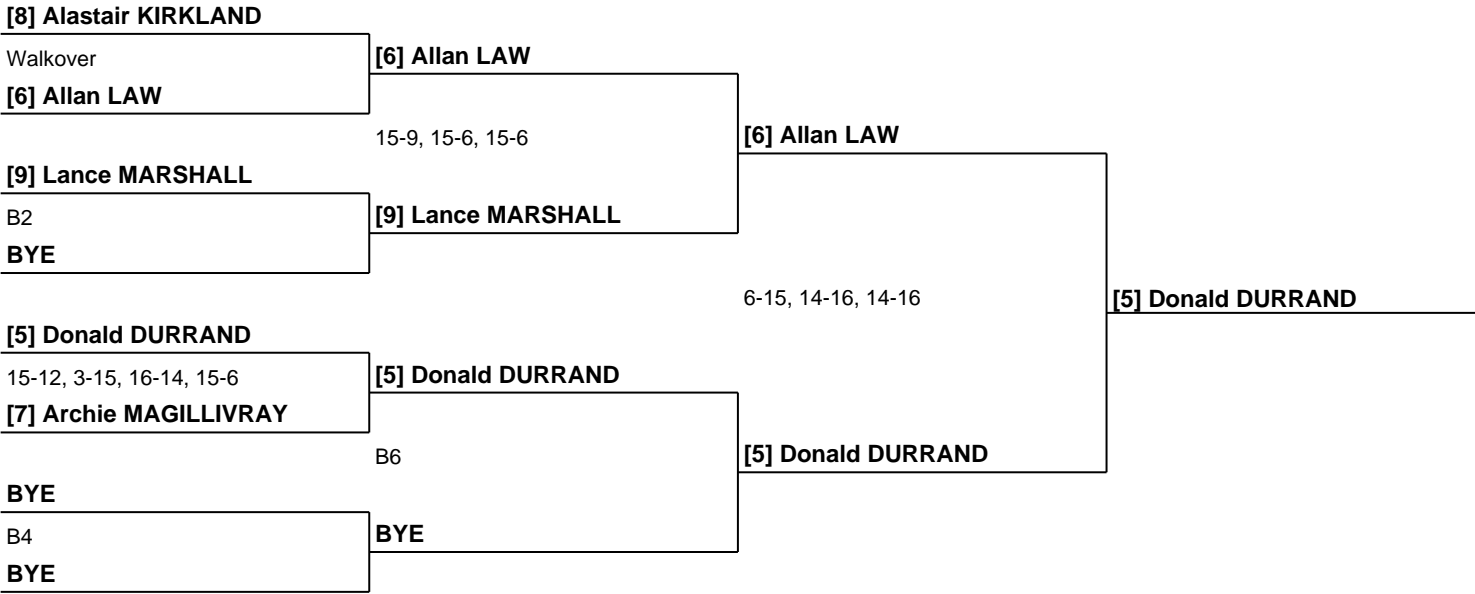 [8] Alastair KIRKLAND
Walkover
[6] Allan LAW
[9] Lance MARSHALL
B2
BYE
[5] Donald DURRAND
15-12, 3-15, 16-14, 15-6
[7] Archie MAGILLIVRAY
BYE
B4
BYE
[6] Allan LAW
15-9, 15-6, 15-6
[9] Lance MARSHALL
[5] Donald DURRAND
B6
BYE
[6] Allan LAW
6-15, 14-16, 14-16
[5] Donald DURRAND
[5] Donald DURRAND